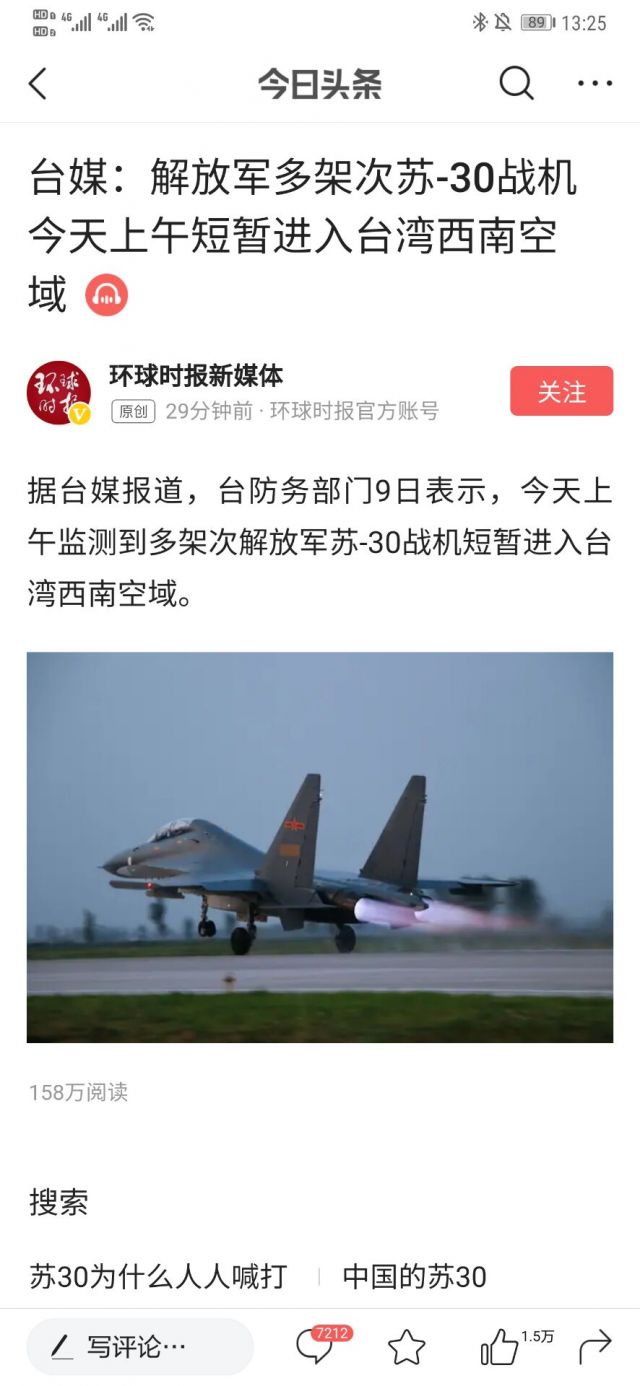 HD 4G 4G 89 13:25
今日头条
台媒：解放军多架次苏-30战机
今天上午短暂进入台湾西南空
域
环球时报
环球时报新媒体
原创 29分钟前 · 环球时报官方账号
关注
据台媒报道，台防务部门9日表示，今天上
午监测到多架次解放军苏-30战机短暂进入台
湾西南空域。
158万阅读
搜索
苏30为什么人人喊打 中国的苏30
写评论… 7212 1.5万